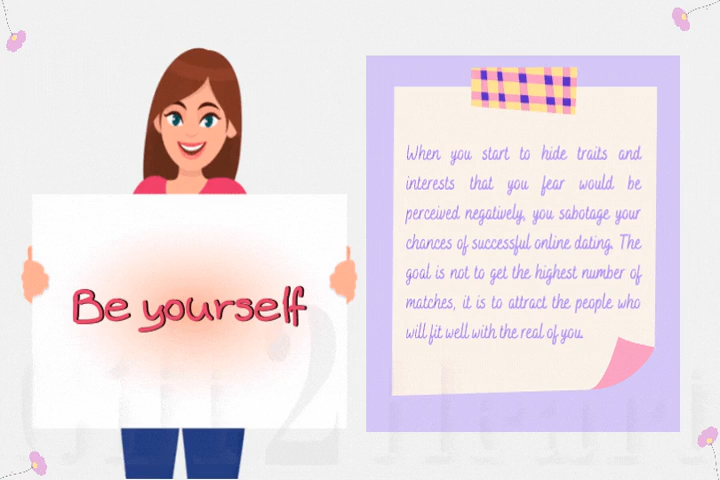 Be yourself
When you start to hide traits and
interests that you fear would be
perceived negatively, you sabotage your
chances of successful online dating. The
goal is not to get the highest number of
matches, it is to attract the people who
will fit well with the real of you.